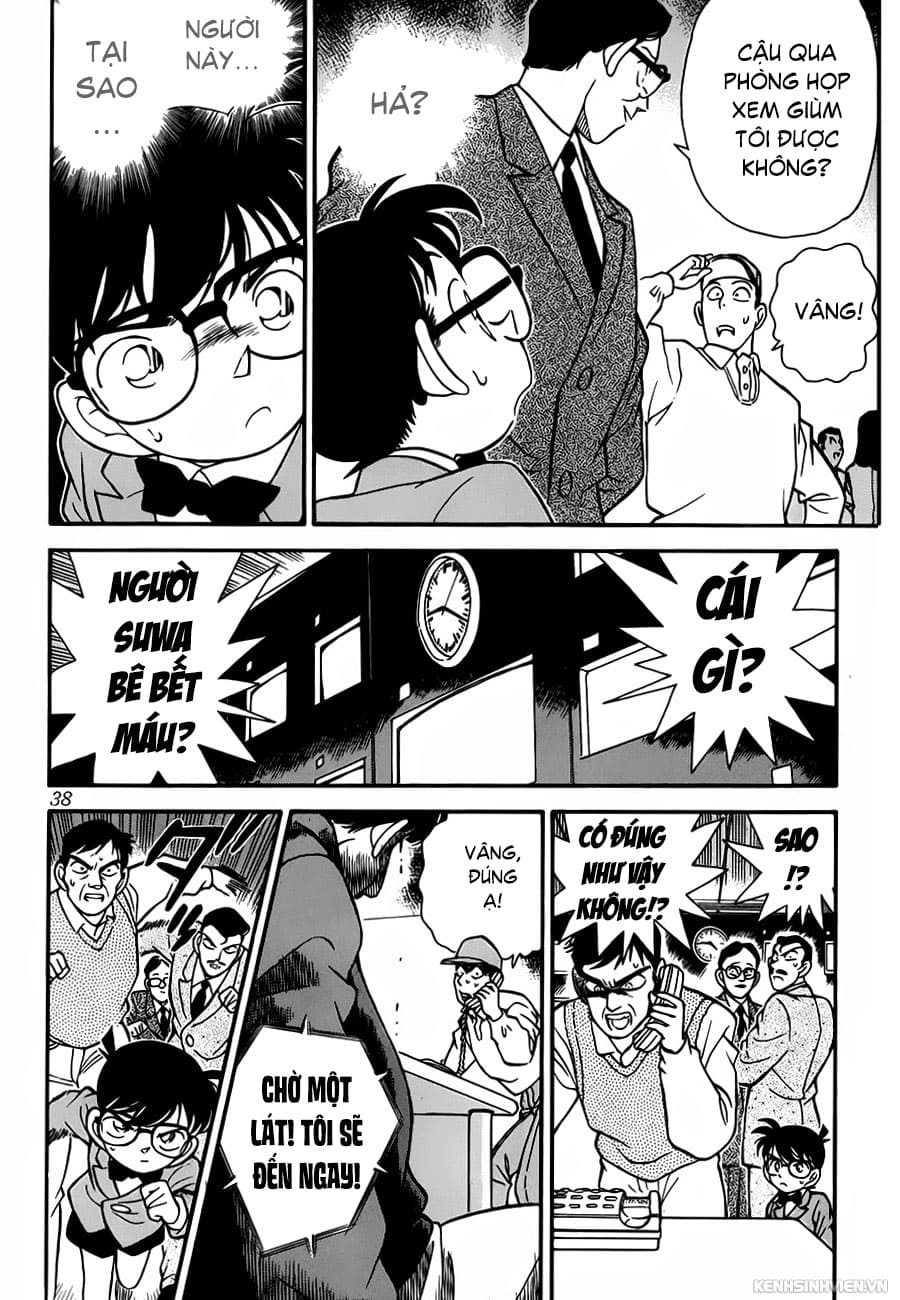 CẬU QUA
PHÒNG HỌP
XEM GIÙM
TÔI ĐƯỢC
KHÔNG?
VÂNG!
HẢ?
NGƯỜI
NÀY...
TẠI
SAO
...
CÁI
GÌ?
NGƯỜI
SUWA
BÊ BẾT
MÁU?
38
SAO
!?
CÓ ĐÚNG
NHƯ VẬY
KHÔNG!?
VÂNG,
ĐÚNG
Ạ!
CHỜ MỘT
LÁT! TÔI SẼ
ĐẾN NGAY!
KENHSINHVIEN.VN